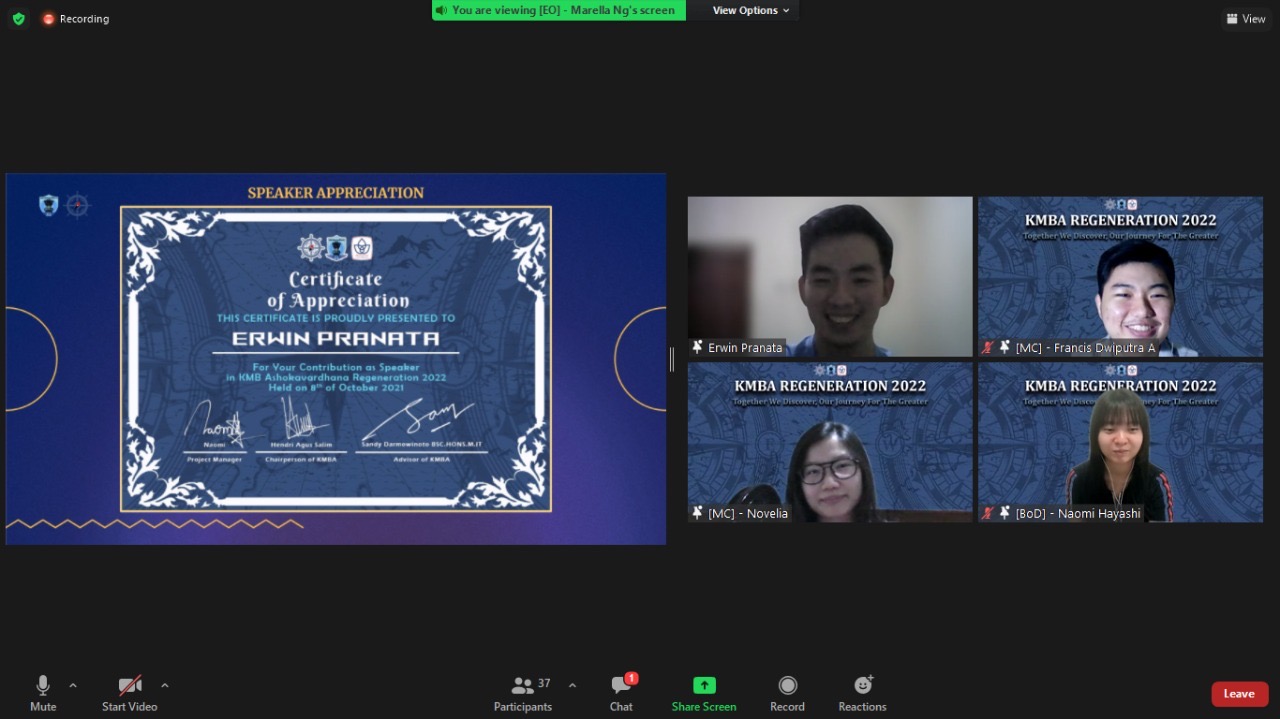 Recording
You are viewing [EO] - Marella Ng's screen
View Options
View
SPEAKER APPRECIATION
Certificate
of Appreciation
THIS CERTIFICATE IS PROUDLY PRESENTED TO
ERWIN PRANATA
For Your Contribution as Speaker
in KMB Ashokavardhana Regeneration 2022
Held on 8th of October 2021
Naomi
Project Manager
Hendri Agus Salim
Chairperson of KMBA
Sandy Darmowinoto BSC.HONS.M.IT
Advisor of KMBA
Erwin Pranata
KMBA REGENERATION 2022
Together We Discover, Our Journey For The Greater
[MC] - Francis Dwiputra A
KMBA REGENERATION 2022
Together We Discover, Our Journey For The Greater
[MC] - Novelia
KMBA REGENERATION 2022
Together We Discover, Our Journey For The Greater
[BoD] - Naomi Hayashi
Mute
Start Video
37
Participants
1
Chat
Share Screen
Record
Reactions
Leave